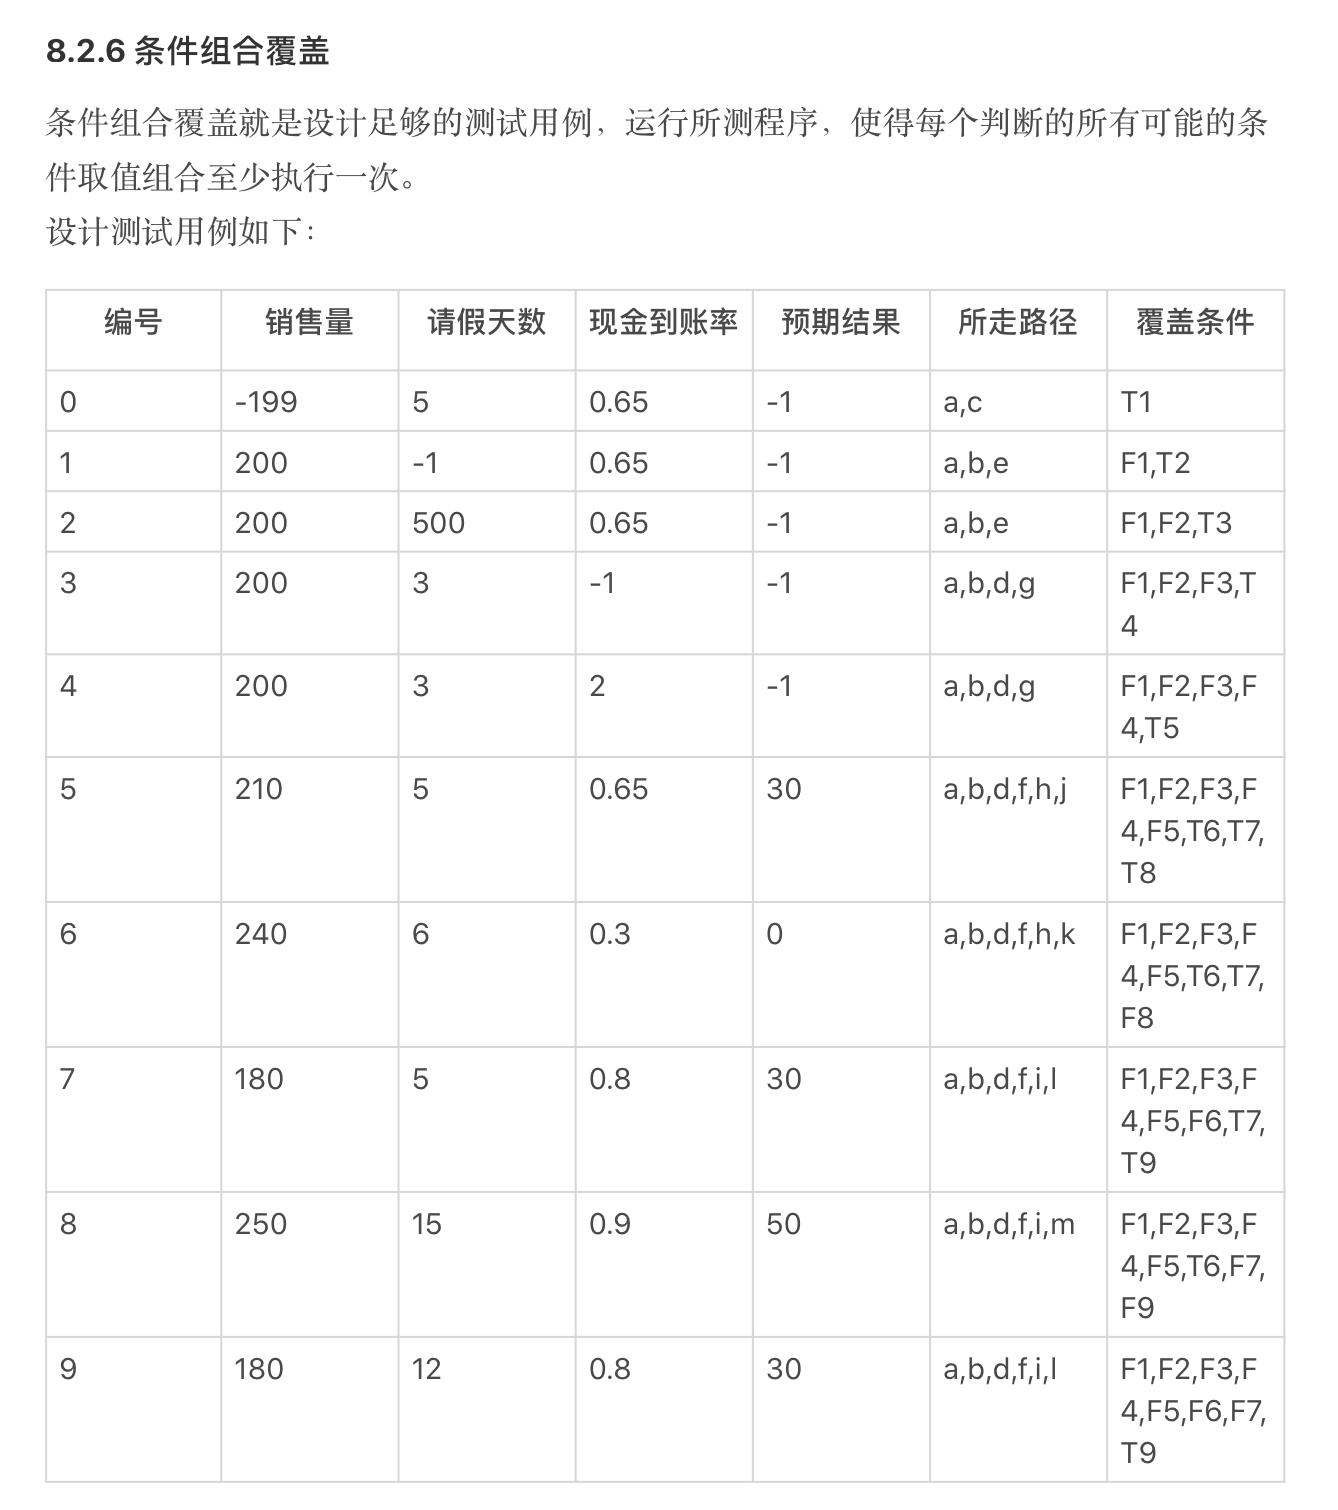 8.2.6 条件组合覆盖
条件组合覆盖就是设计足够的测试用例，运行所测程序，使得每个判断的所有可能的条
件取值组合至少执行一次。
设计测试用例如下：
编号 销售量 请假天数 现金到账率 预期结果 所走路径 覆盖条件
0 -199 5 0.65 -1 a,c T1
1 200 -1 0.65 -1 a,b,e F1,T2
2 200 500 0.65 -1 a,b,e F1,F2,T3
3 200 3 -1 -1 a,b,d,g F1,F2,F3,T
4
4 200 3 2 -1 a,b,d,g F1,F2,F3,F
4,T5
5 210 5 0.65 30 a,b,d,f,h,j F1,F2,F3,F
4,F5,T6,T7,
T8
6 240 6 0.3 0 a,b,d,f,h,k F1,F2,F3,F
4,F5,T6,T7,
F8
7 180 5 0.8 30 a,b,d,f,i,l F1,F2,F3,F
4,F5,F6,T7,
T9
8 250 15 0.9 50 a,b,d,f,i,m F1,F2,F3,F
4,F5,T6,F7,
F9
9 180 12 0.8 30 a,b,d,f,i,l F1,F2,F3,F
4,F5,F6,F7,
T9